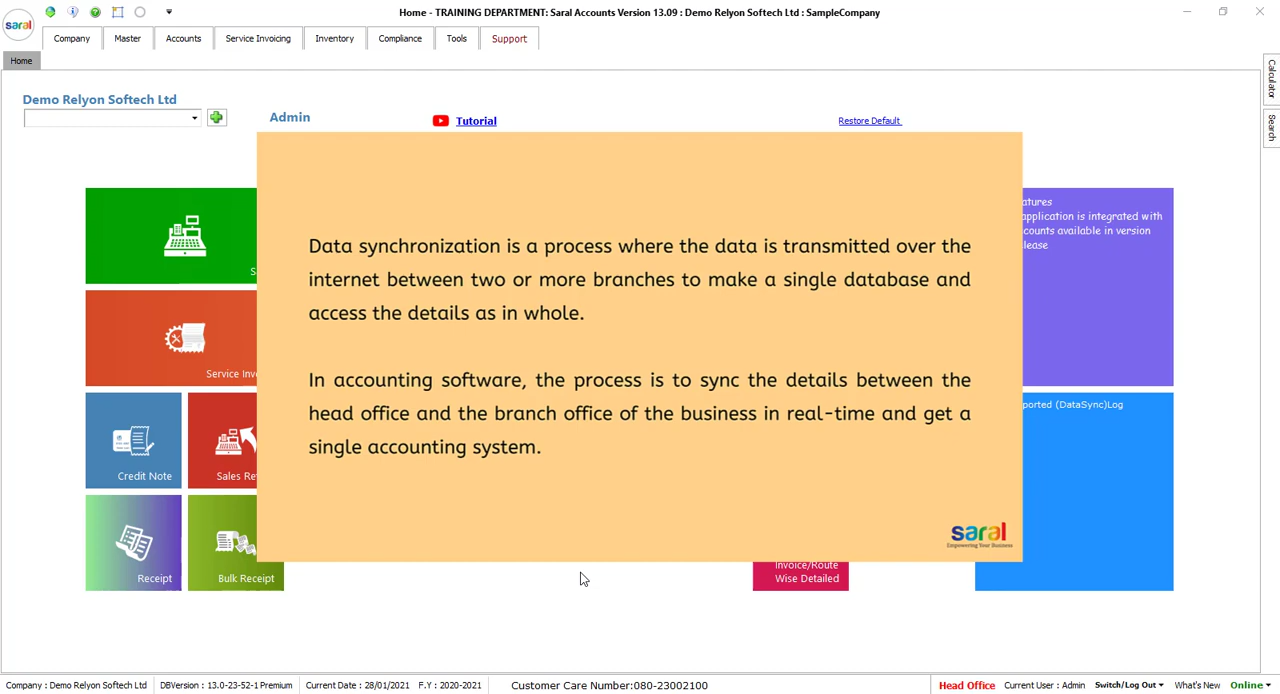 Home - TRAINING DEPARTMENT: Saral Accounts Version 13.09 : Demo Relyon Softech Ltd : SampleCompany
saral
Company Master Accounts Service Invoicing Inventory Compliance Tools Support
Home
Calculator
Search
Demo Relyon Softech Ltd
Admin
Tutorial
Restore Default
Data synchronization is a process where the data is transmitted over the
internet between two or more branches to make a single database and
access the details as in whole.
In accounting software, the process is to sync the details between the
head office and the branch office of the business in real-time and get a
single accounting system.
saral
Empowering Your Business
S
Service Inv
Credit Note
Sales Re
Receipt
Bulk Receipt
Invoice/Route
Wise Detailed
atures
application is integrated with
counts available in version
lease
ported (DataSync)Log
Company : Demo Relyon Softech Ltd DBVersion : 13.0-23-52-1 Premium Current Date : 28/01/2021 F.Y : 2020-2021 Customer Care Number:080-23002100 Head Office Current User : Admin Switch/Log Out What's New Online